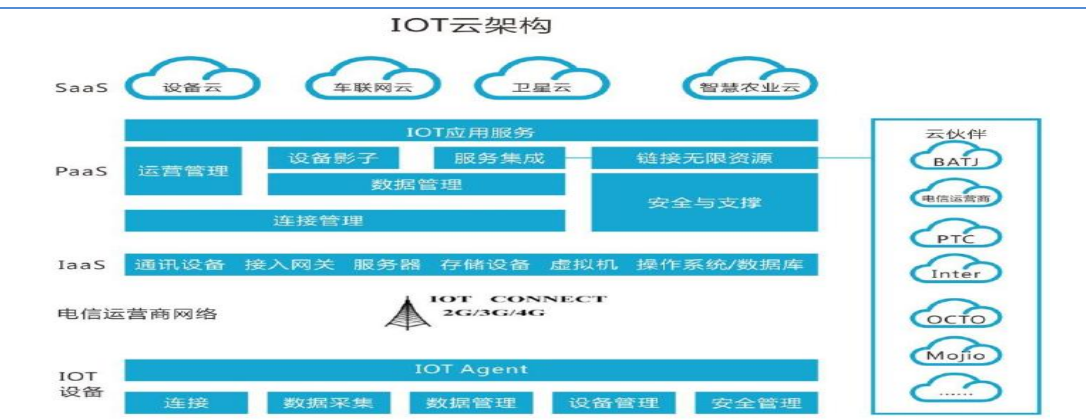 IOT云架构
SaaS
设备云
车联网云
卫星云
智慧农业云
IOT应用服务
PaaS
运营管理
设备影子
服务集成
链接无限资源
数据管理
安全与支撑
连接管理
IaaS
通讯设备 接入网关 服务器 存储设备 虚拟机 操作系统/数据库
电信运营商网络
IOT CONNECT
2G/3G/4G
IOT
设备
IOT Agent
连接
数据采集
数据管理
设备管理
安全管理
云伙伴
BATJ
电信运营商
PTC
Inter
OCTO
Mojio
......